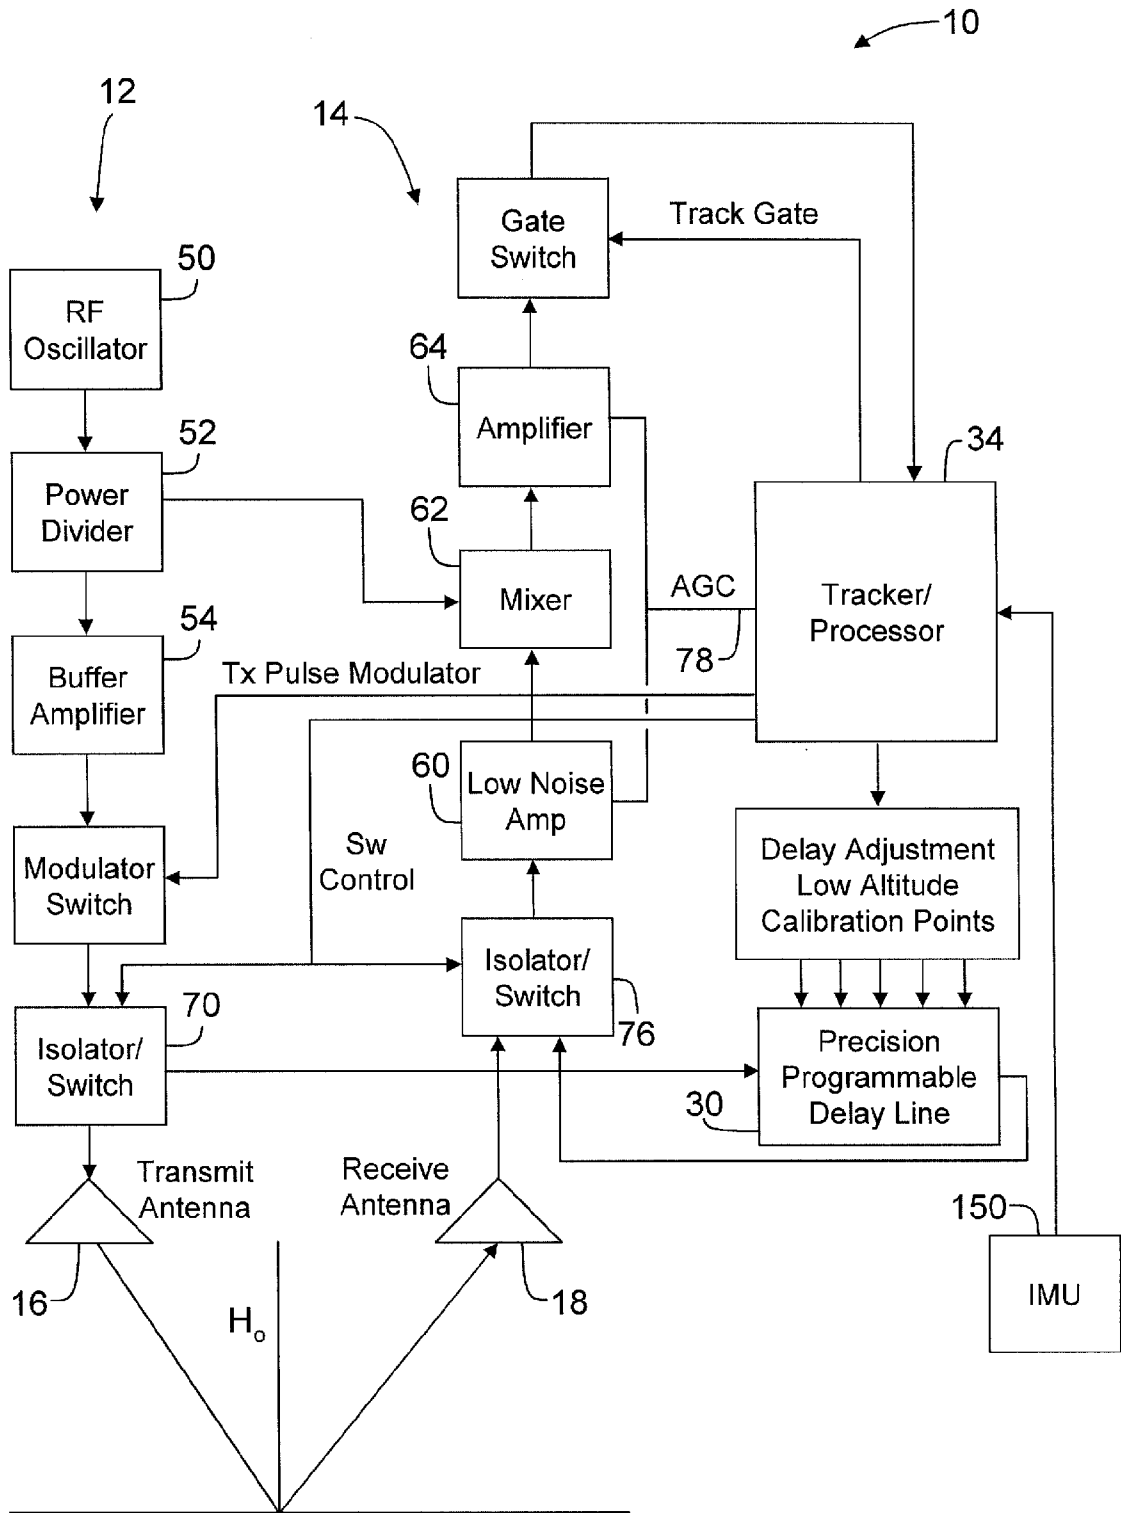 10
12
14
Gate
Switch
Track Gate
50
RF
Oscillator
64
Amplifier
52
Power
Divider
34
62
Mixer
AGC
78
Tracker/
Processor
54
Buffer
Amplifier
Tx Pulse Modulator
60
Low Noise
Amp
Modulator
Switch
Sw
Control
Delay Adjustment
Low Altitude
Calibration Points
70
Isolator/
Switch
Isolator/
Switch
76
Precision
Programmable
Delay Line
30
Transmit
Antenna
Receive
Antenna
16
18
Ho
150
IMU